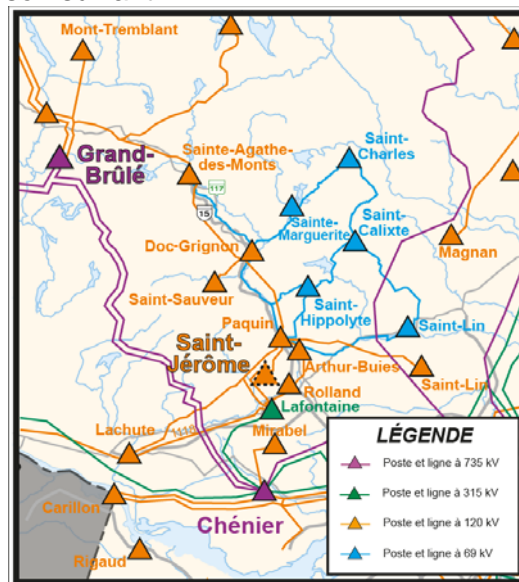 Mont-Tremblant
Grand-
Brûlé
Sainte-Agathe-
des-Monts
117
15
Saint-
Charles
Sainte-
Marguerite
Saint-
Calixte
Doc-Grignon
Magnan
Saint-Sauveur
Saint-
Hippolyte
Paquin
Saint-Lin
Saint-
Jérôme
Arthur-Buies
Saint-Lin
Rolland
Lafontaine
Lachute
Mirabel
Carillon
Chénier
Rigaud
LÉGENDE
Poste et ligne à 735 kV
Poste et ligne à 315 kV
Poste et ligne à 120 kV
Poste et ligne à 69 kV